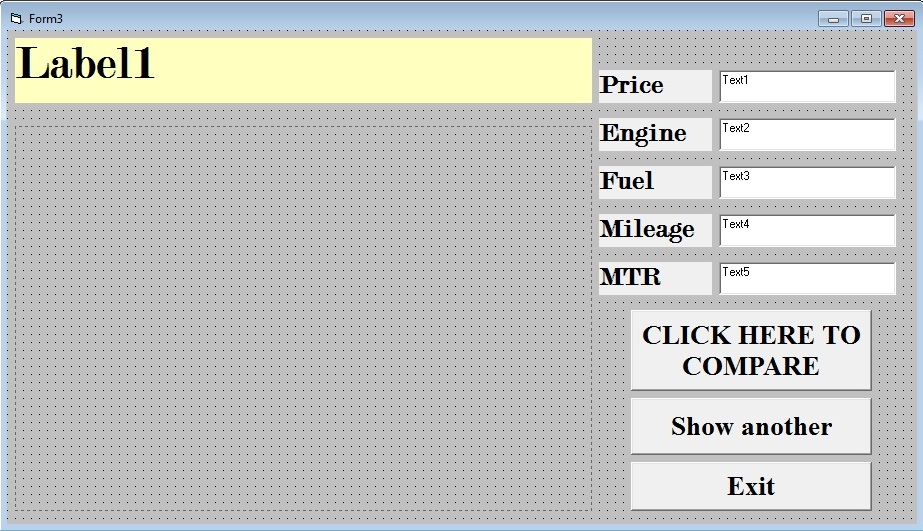 Form3
Label1
Price Text1
Engine Text2
Fuel Text3
Mileage Text4
MTR Text5
CLICK HERE TO
COMPARE
Show another
Exit